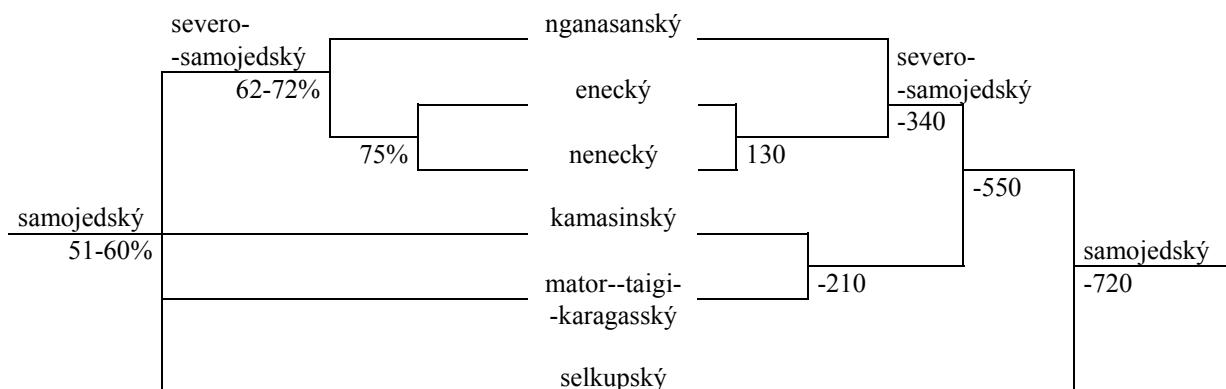 severo-
-samojedský
62-72%
75%
samojedský
51-60%
nganasanský
enecký
nenecký
kamasinský
mator--taigi-
-karagasský
selkupský
severo-
-samojedský
-340
130
-550
-210
samojedský
-720